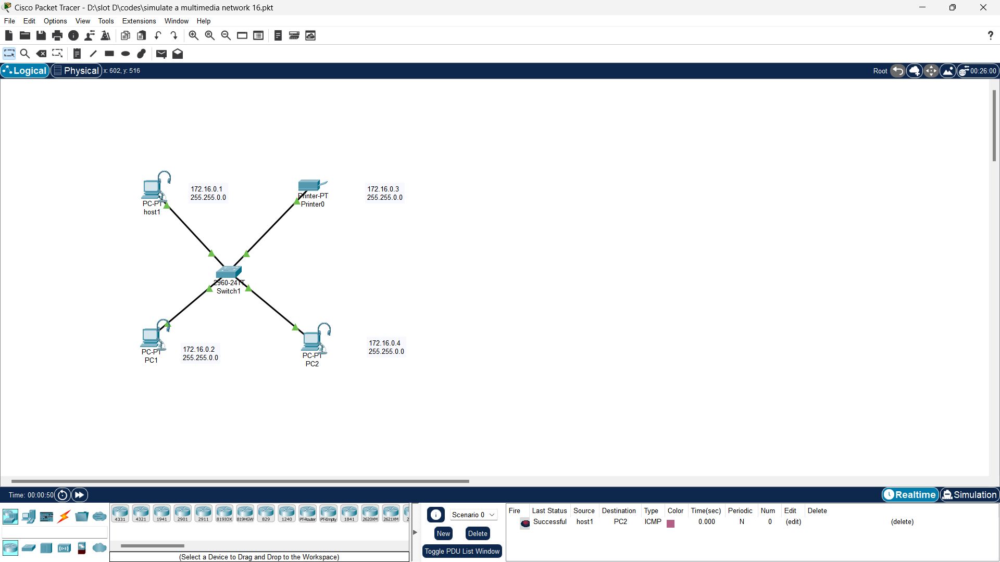 Cisco Packet Tracer - D:\slot D\codes\simulate a multimedia network 16.pkt
File Edit Options View Tools Extensions Window Help
?
Logical Physical x: 602, y: 516 Root 00:26:00
172.16.0.1
255.255.0.0
PC-PT
host1
Printer-PT
Printer0
172.16.0.3
255.255.0.0
2960-24TT
Switch1
PC-PT
PC1
172.16.0.2
255.255.0.0
PC-PT
PC2
172.16.0.4
255.255.0.0
Time: 00:00:50 Realtime Simulation
4331 4321 1941 2901 2911 819IOX 819HGW 829 1240 PT-Router PT-Empty 1841 2620XM 2621XM 2
(Select a Device to Drag and Drop to the Workspace)
Scenario 0
New Delete
Toggle PDU List Window
Fire Last Status Source Destination Type Color Time(sec) Periodic Num Edit Delete
Successful host1 PC2 ICMP 0.000 N 0 (edit) (delete)